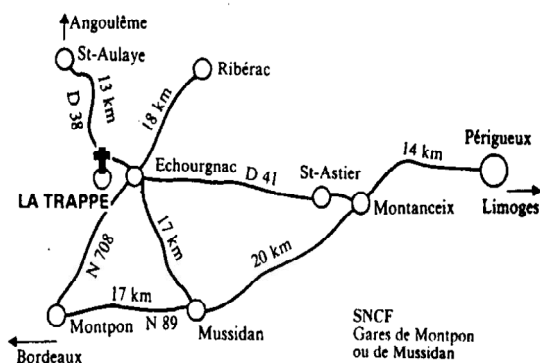 Angoulême
St-Aulaye
Ribérac
13 km
D 38
18 km
Echourgnac
D 41
St-Astier
14 km
Périgueux
Limoges
Montanceix
LA TRAPPE
N 708
17 km
20 km
17 km
N 89
Montpon
Mussidan
Bordeaux
SNCF
Gares de Montpon
ou de Mussidan